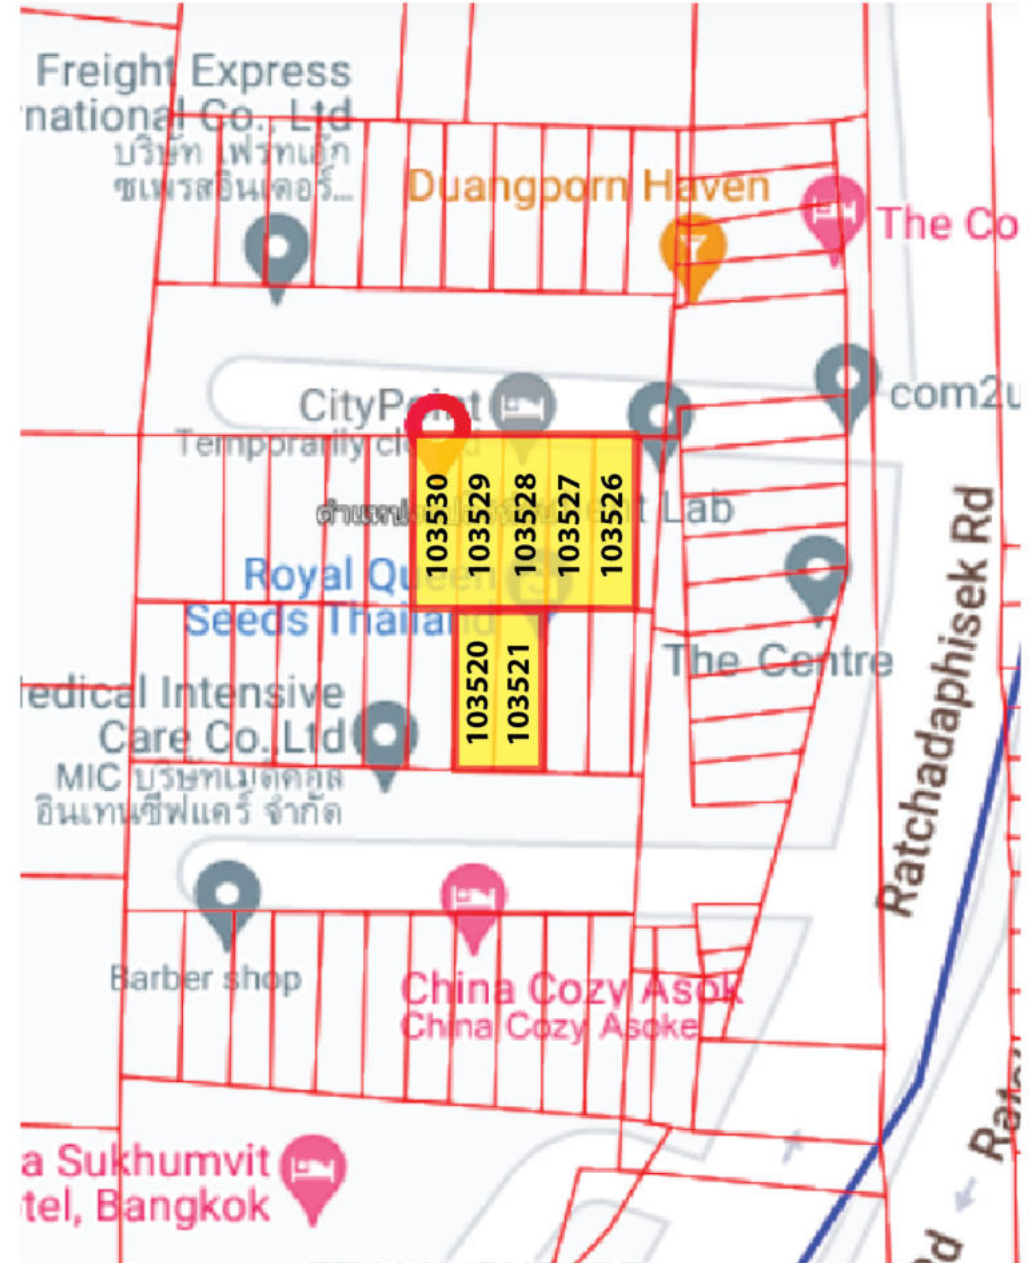 Freight Express
national Co., Ltd
บริษัท เฟรทเอ็ก
ซเพรสอินเตอร์...
Duangporn Haven
The Co
CityPoint
Temporarily closed
com2u
103530
103529
103528
103527
103526
ent Lab
Royal Queen
Seeds Thailand
103520
103521
The Centre
Ratchadaphisek Rd
edical Intensive
Care Co.,Ltd
MIC บริษัทเมดิคอล
อินเทนซีฟแคร์ จำกัด
Barber shop
China Cozy Asok
China Cozy Asoke
a Sukhumvit
tel, Bangkok
Rd